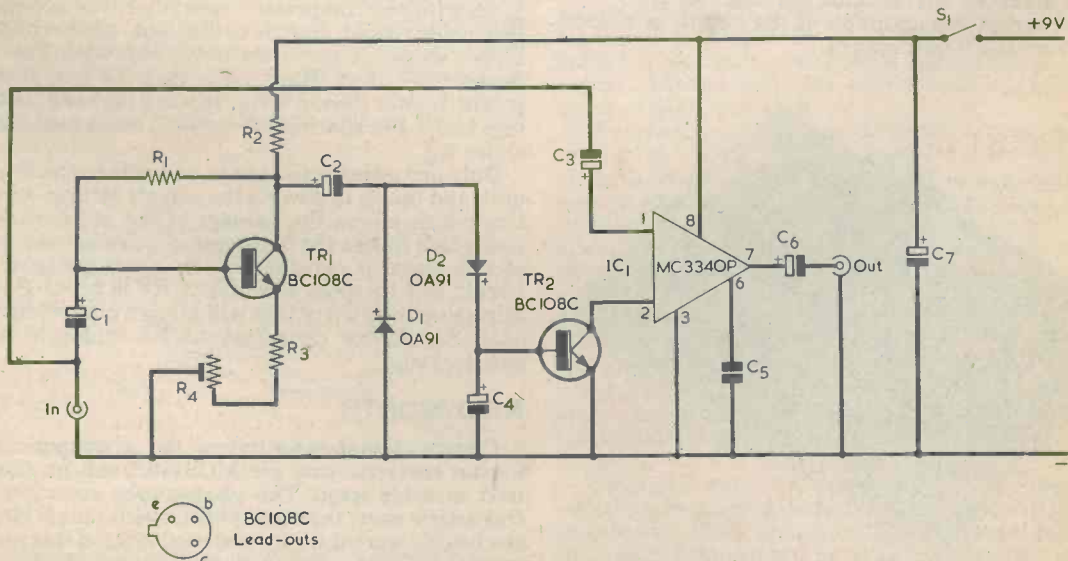 S1
+9V
R2
C3
R1
C2
+
+
1
8
TR1
BC108C
D2
OA91
IC1
MC3340P
7
C6
+
Out
+
C7
+
C1
D1
OA91
TR2
BC108C
2
3
6
R3
R4
C4
+
C5
In
–
e
b
c
BC108C
Lead-outs